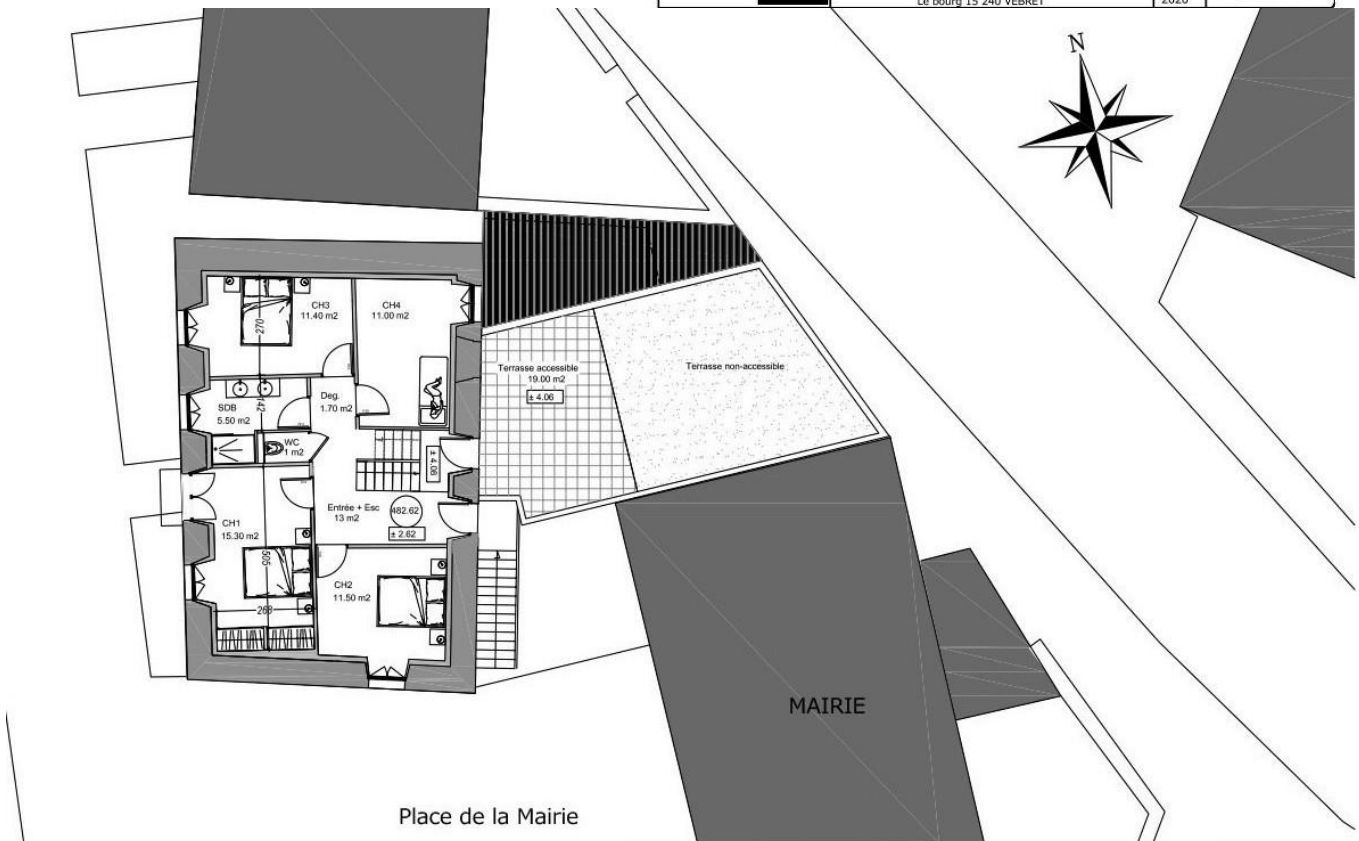 Le bourg 15 240 VEBRET
2020
N
CH3
11.40 m2
CH4
11.00 m2
270
Terrasse accessible
19.00 m2
± 4.06
Terrasse non-accessible
SDB
5.50 m2
142
Deg.
1.70 m2
WC
1 m2
± 4.06
Entrée + Esc
13 m2
482.62
± 2.62
CH1
15.30 m2
505
268
CH2
11.50 m2
MAIRIE
Place de la Mairie